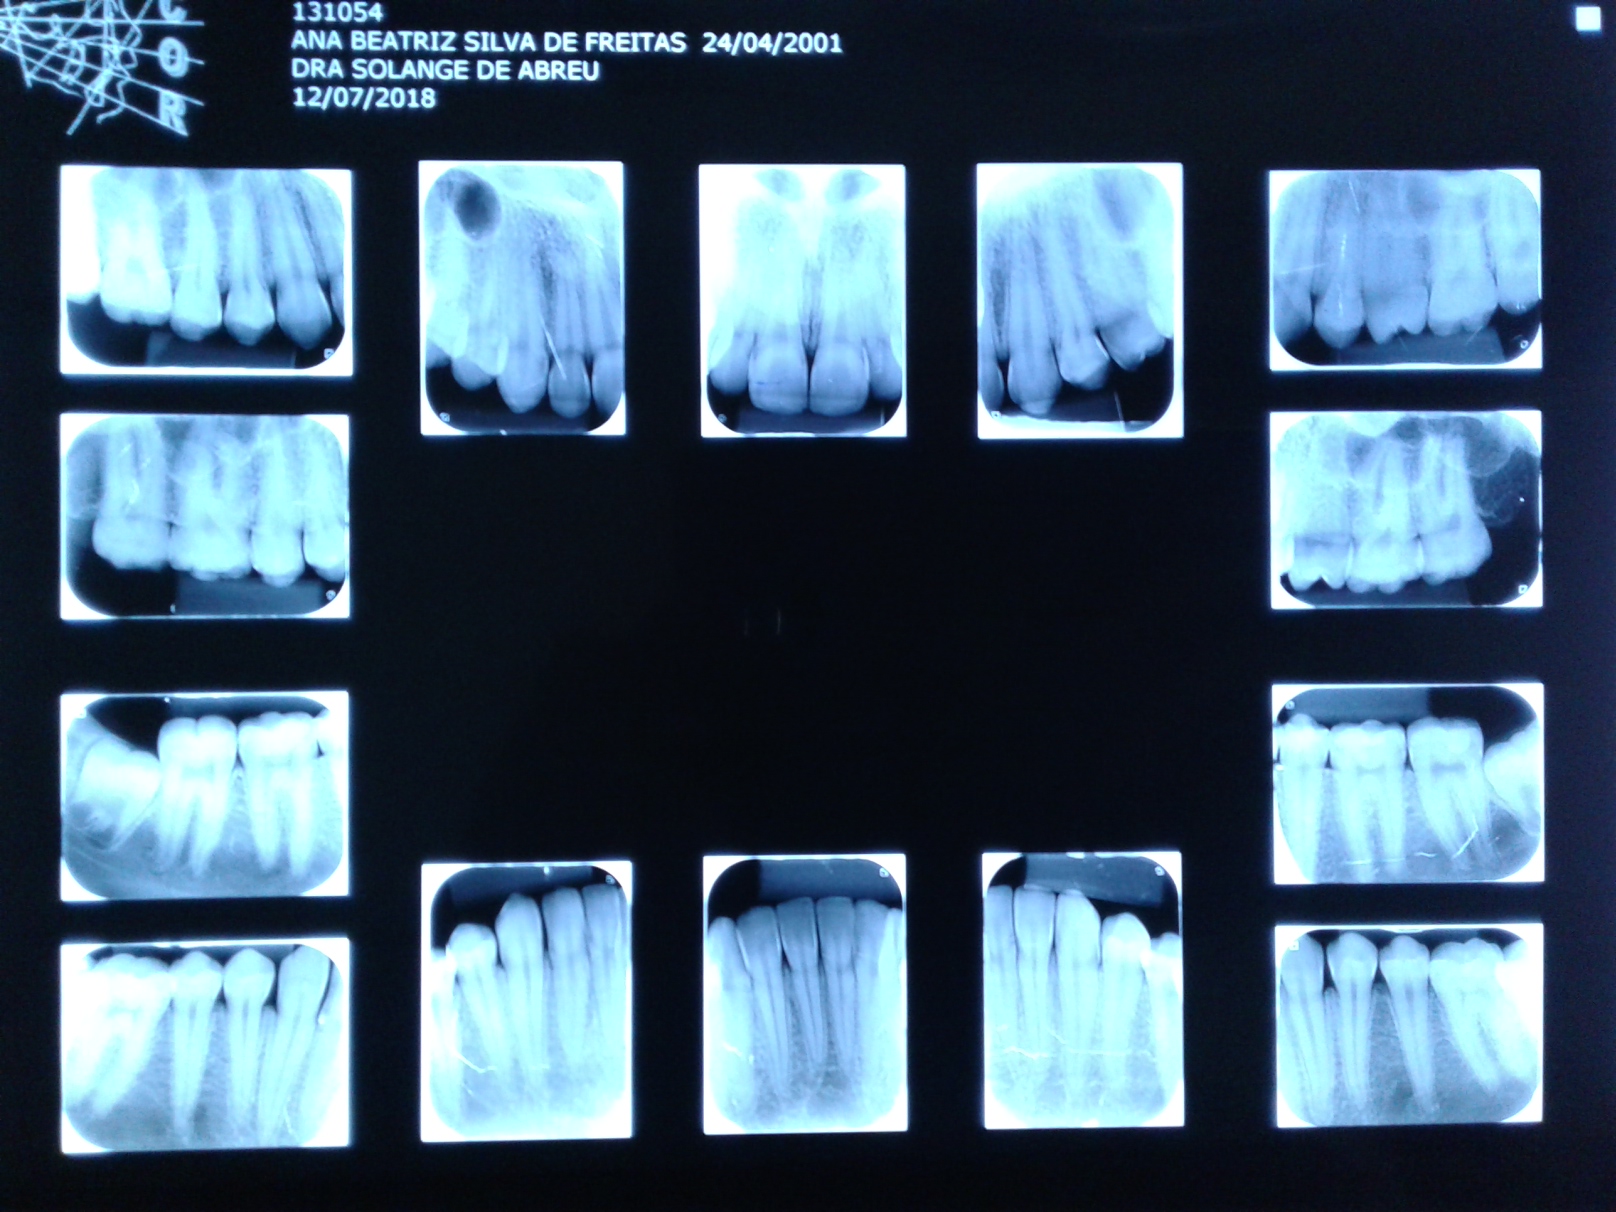 C
O
R
131054
ANA BEATRIZ SILVA DE FREITAS 24/04/2001
DRA SOLANGE DE ABREU
12/07/2018